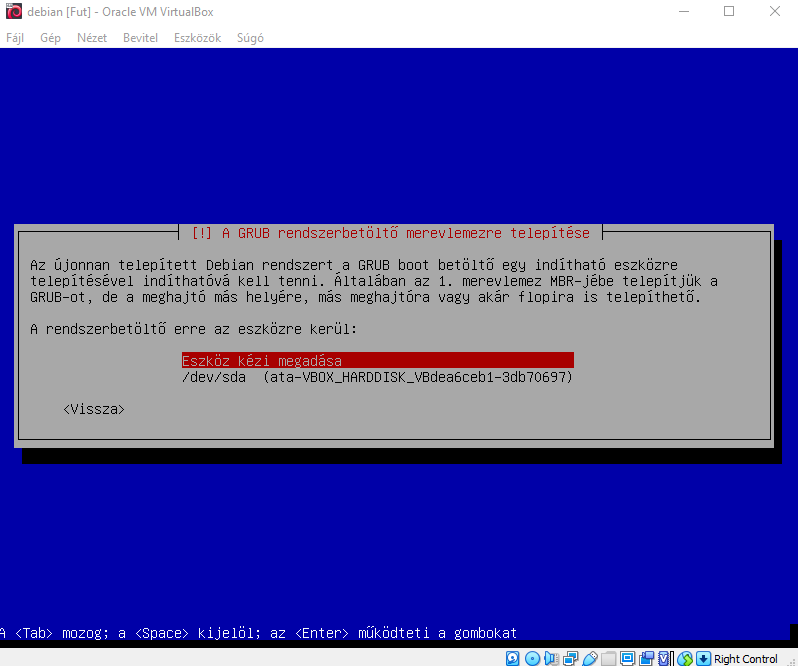 debian [Fut] - Oracle VM VirtualBox
Fájl Gép Nézet Bevitel Eszközök Súgó
[!] A GRUB rendszerbetöltő merevlemezre telepítése
Az újonnan telepített Debian rendszert a GRUB boot betöltő egy indítható eszközre
telepítésével indíthatóvá kell tenni. Általában az 1. merevlemez MBR-jébe telepítjük a
GRUB-ot, de a meghajtó más helyére, más meghajtóra vagy akár flopira is telepíthető.
A rendszerbetöltő erre az eszközre kerül:
Eszköz kézi megadása
/dev/sda (ata-VBOX_HARDDISK_VBdea6ceb1-3db70697)
<Vissza>
A <Tab> mozog; a <Space> kijelöl; az <Enter> működteti a gombokat
Right Control